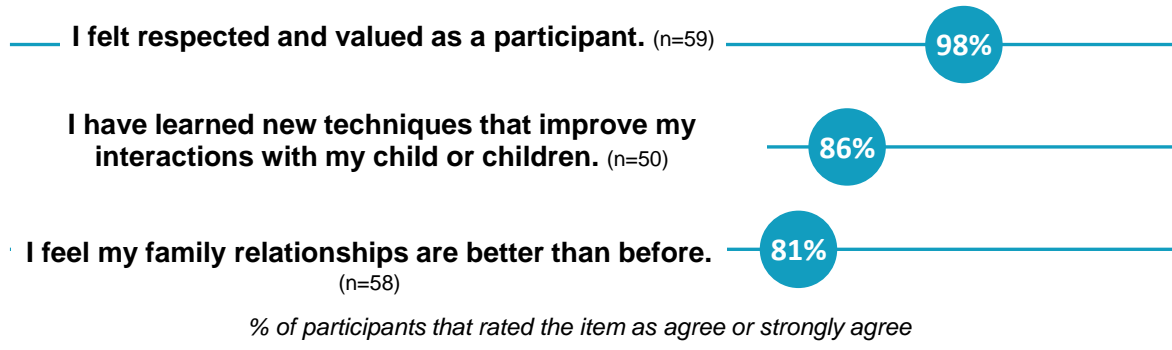 I felt respected and valued as a participant. (n=59)
98%
I have learned new techniques that improve my
interactions with my child or children. (n=50)
86%
I feel my family relationships are better than before.
(n=58)
81%
% of participants that rated the item as agree or strongly agree